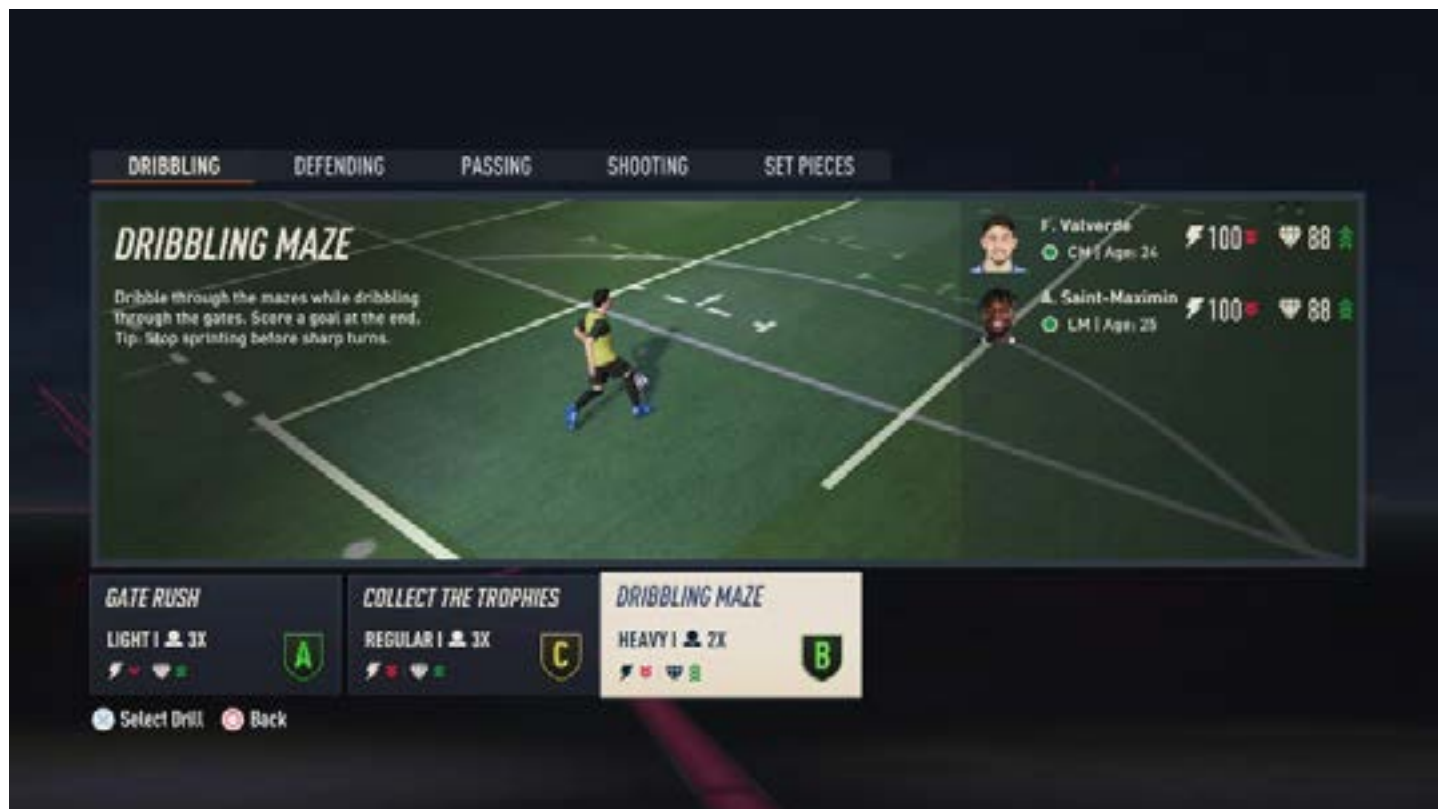 DRIBBLING DEFENDING PASSING SHOOTING SET PIECES
DRIBBLING MAZE
Dribble through the mazes while dribbling
through the gates. Score a goal at the end.
Tip: Stop sprinting before sharp turns.
F. Valverde
CM | Age: 24
100 88
A. Saint-Maximin
LM | Age: 25
100 88
GATE RUSH
LIGHT | 3X
A
COLLECT THE TROPHIES
REGULAR | 3X
C
DRIBBLING MAZE
HEAVY | 2X
B
Select Drill Back